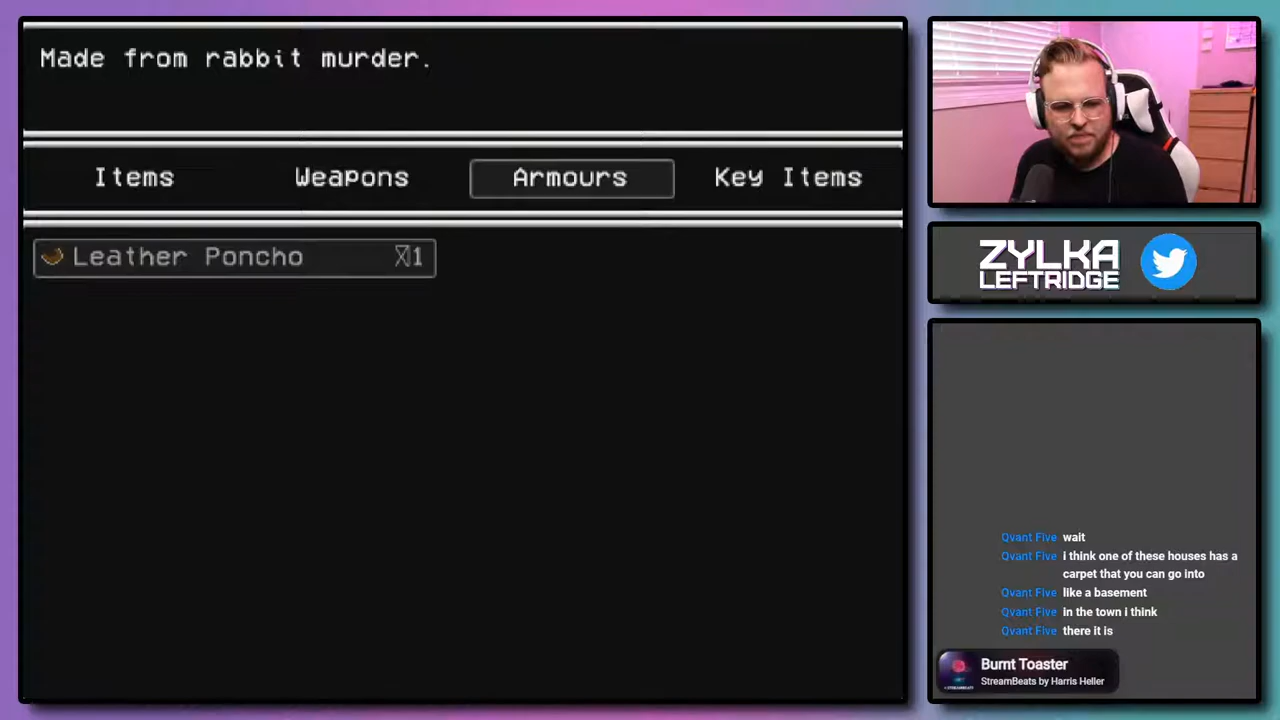 Made from rabbit murder.
Items Weapons Armours Key Items
Leather Poncho 1
ZYLKA
LEFTRIDGE
Qvant Five wait
Qvant Five i think one of these houses has a
carpet that you can go into
Qvant Five like a basement
Qvant Five in the town i think
Qvant Five there it is
Burnt Toaster
StreamBeats by Harris Heller